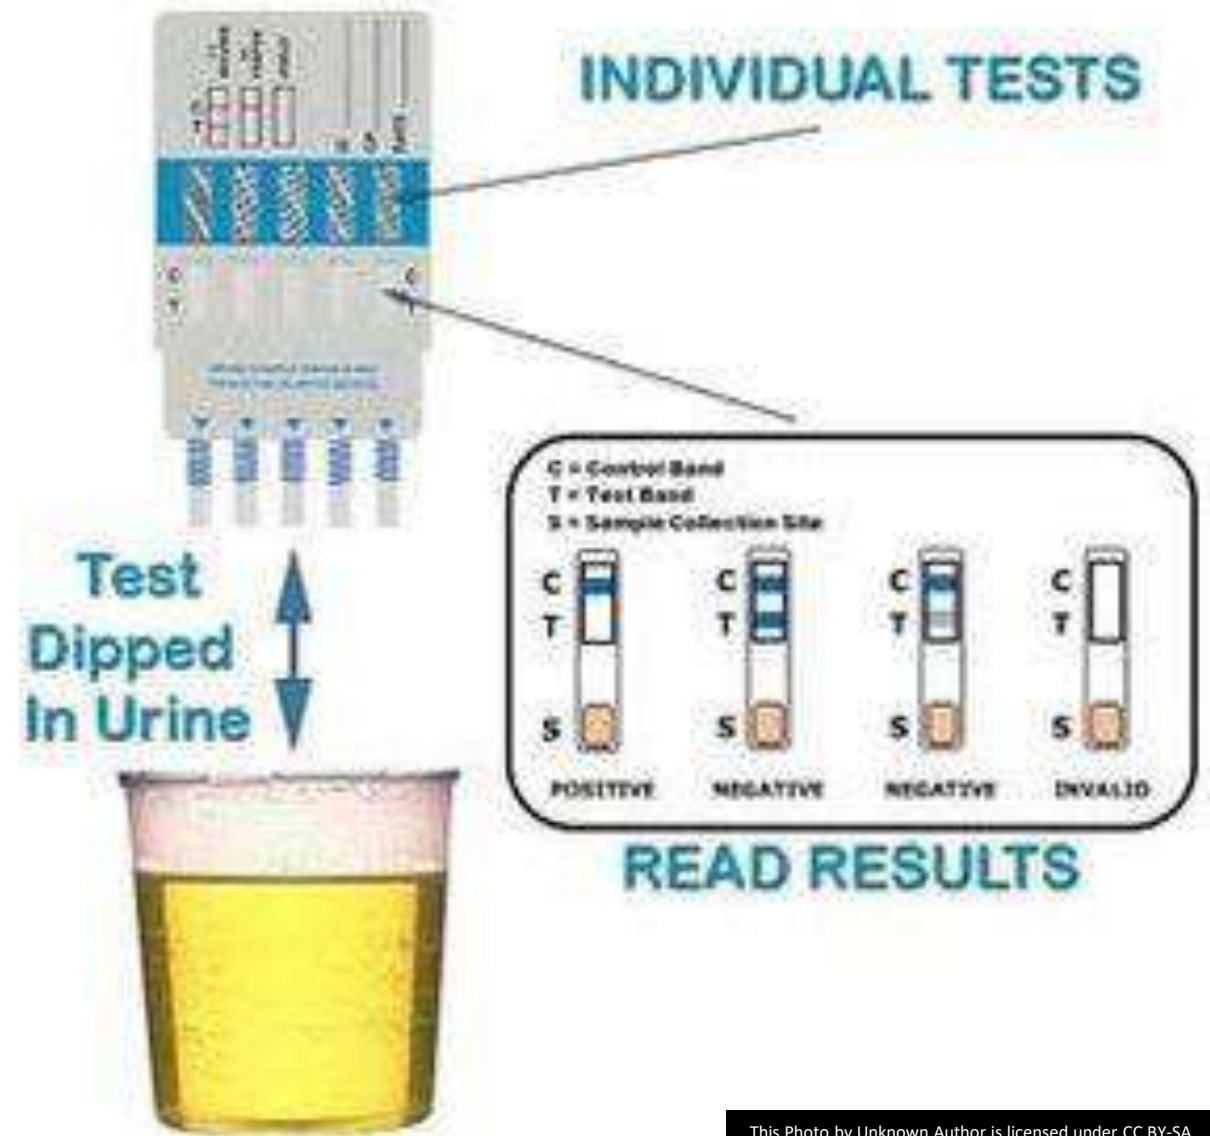 INDIVIDUAL TESTS
C
C
T
T
C = Control Band
T = Test Band
S = Sample Collection Site
Test
Dipped
In Urine
C
C
C
C
T
T
T
T
S
S
S
S
POSITIVE
NEGATIVE
NEGATIVE
INVALID
READ RESULTS
This Photo by Unknown Author is licensed under CC BY-SA